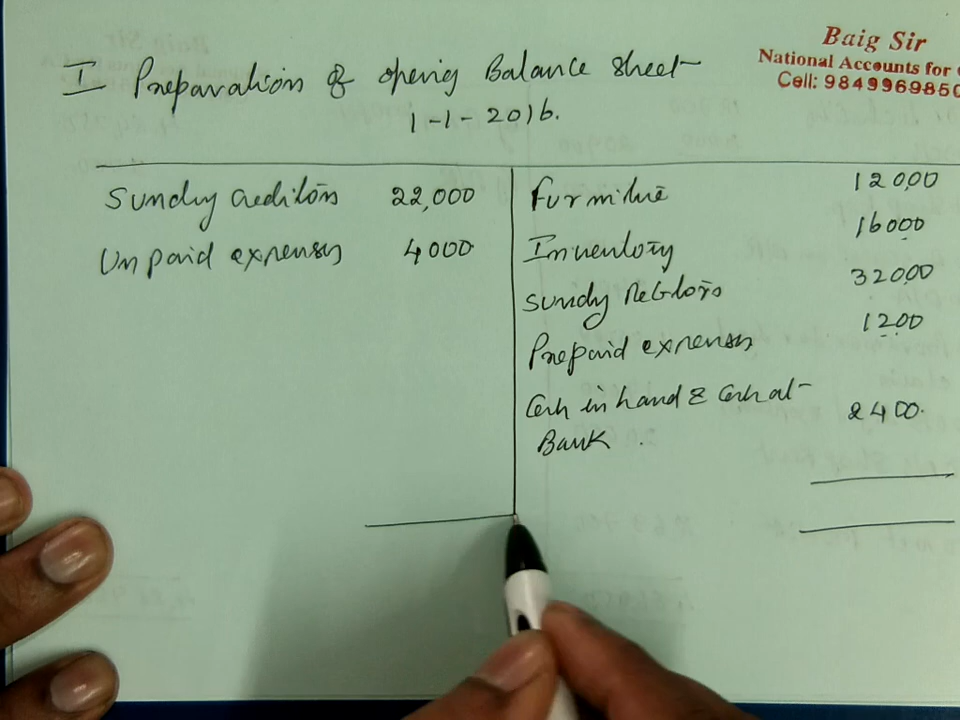 Baig Sir
National Accounts for
Cell: 9849969850
I Preparation of opening Balance Sheet
1-1-2016.
Sundry creditors 22,000
Unpaid expenses 4000
Furniture 12000
Inventory 16000
Sundry Debtors 32000
Prepaid expenses 1200
Cash in hand & Cash at
Bank 2400